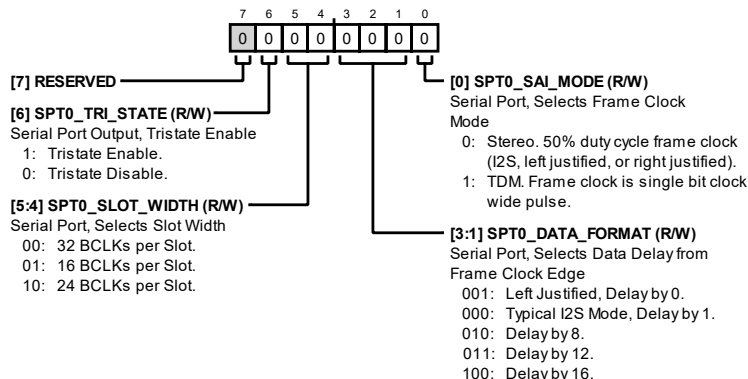 7 6 5 4 3 2 1 0
0 0 0 0 0 0 0 0
[7] RESERVED
[6] SPT0_TRI_STATE (R/W)
Serial Port Output, Tristate Enable
1: Tristate Enable.
0: Tristate Disable.
[5:4] SPT0_SLOT_WIDTH (R/W)
Serial Port, Selects Slot Width
00: 32 BCLKs per Slot.
01: 16 BCLKs per Slot.
10: 24 BCLKs per Slot.
[0] SPT0_SAI_MODE (R/W)
Serial Port, Selects Frame Clock
Mode
0: Stereo. 50% duty cycle frame clock
(I2S, left justified, or right justified).
1: TDM. Frame clock is single bit clock
wide pulse.
[3:1] SPT0_DATA_FORMAT (R/W)
Serial Port, Selects Data Delay from
Frame Clock Edge
001: Left Justified, Delay by 0.
000: Typical I2S Mode, Delay by 1.
010: Delay by 8.
011: Delay by 12.
100: Delay by 16.